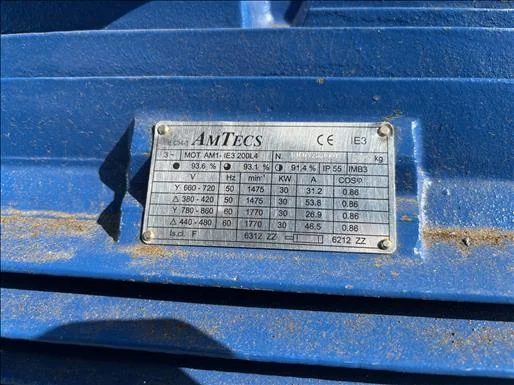 AMTECS CE IE3
3~ MOT. AM1- IE3 200L4 N. kg
93.6 % 93.1 % 91.4 % IP 55 IMB3
V Hz min⁻¹ KW A COSφ
Y 660-720 50 1475 30 31.2 0.86
Δ 380-420 50 1475 30 53.8 0.86
Y 780-860 60 1770 30 26.9 0.86
Δ 440-480 60 1770 30 46.5 0.86
Is.cl. F 6312 ZZ 6212 ZZ